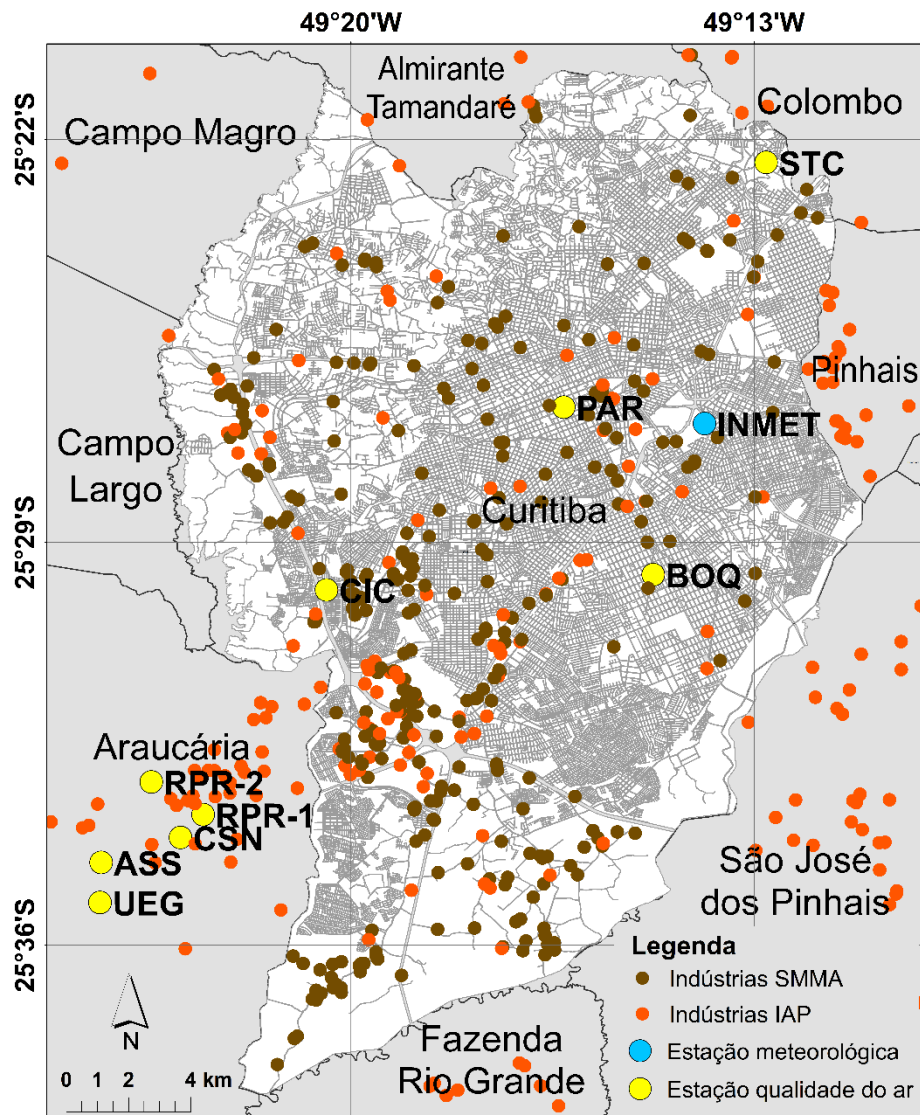 49°20'W
49°13'W
Almirante
Tamandaré
Colombo
Campo Magro
25°22'S
STC
Pinhais
PAR
INMET
Campo
Largo
Curitiba
25°29'S
CIC
BOQ
Araucária
RPR-2
RPR-1
CSN
ASS
UEG
São José
dos Pinhais
25°36'S
Legenda
Indústrias SMMA
Indústrias IAP
Estação meteorológica
Estação qualidade do ar
N
Fazenda
Rio Grande
0 1 2 4 km